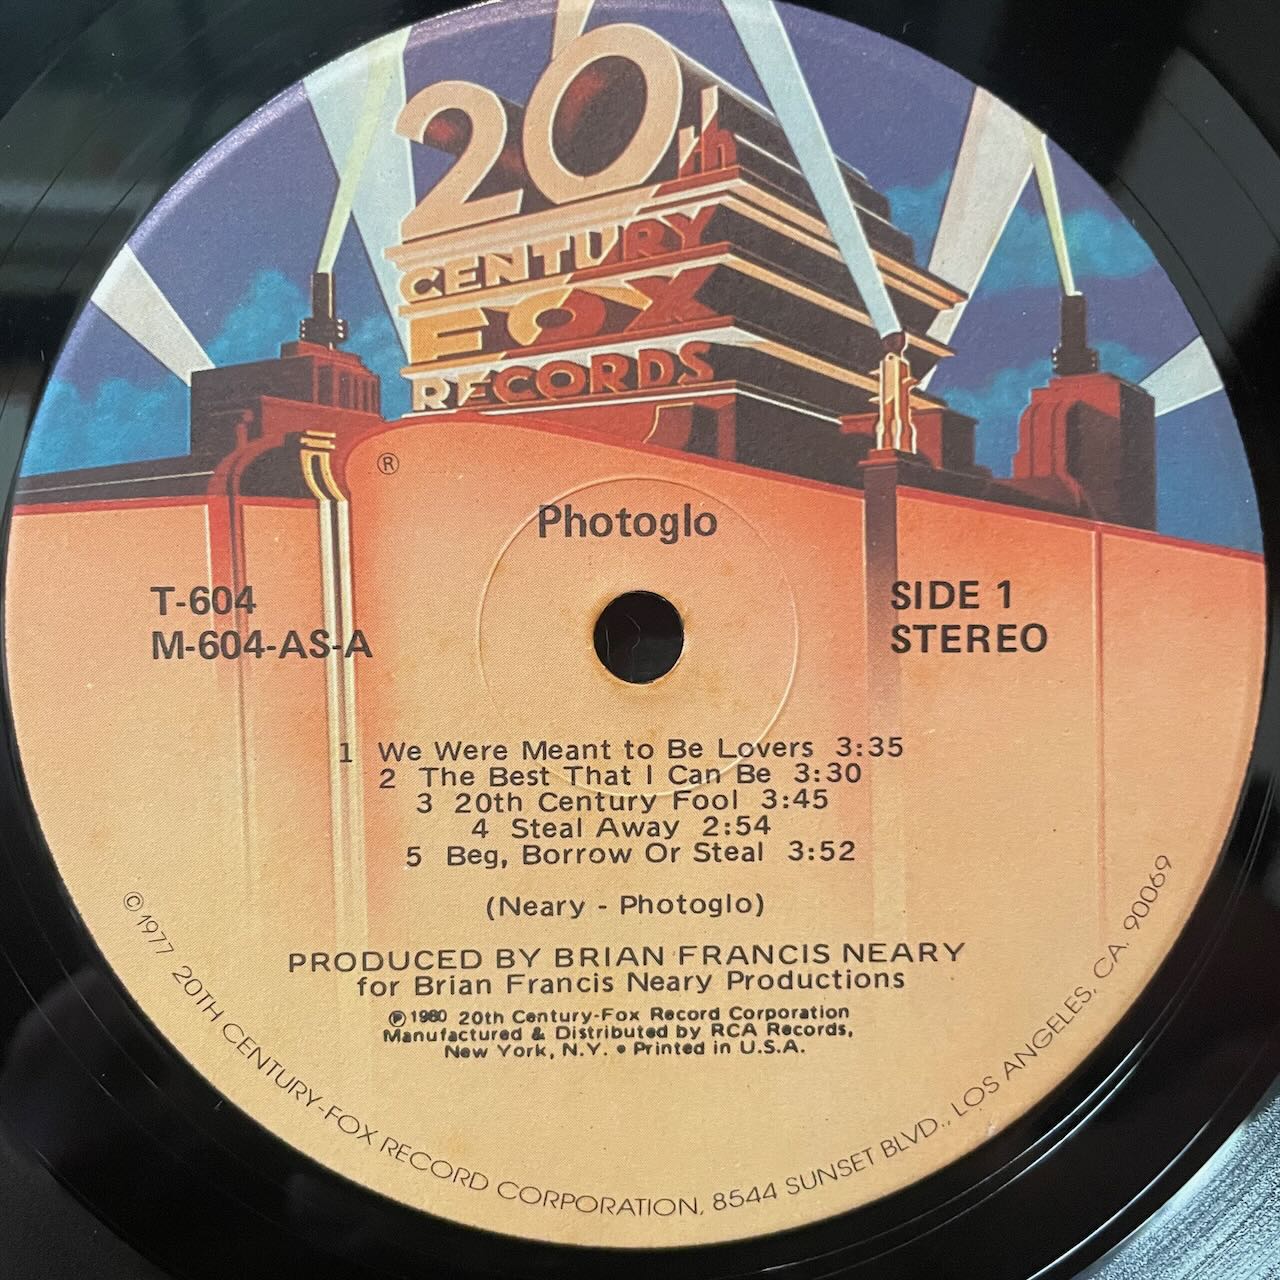 20th
CENTURY
FOX
RECORDS
®
Photoglo
T-604
M-604-AS-A
SIDE 1
STEREO
1 We Were Meant to Be Lovers 3:35
2 The Best That I Can Be 3:30
3 20th Century Fool 3:45
4 Steal Away 2:54
5 Beg, Borrow Or Steal 3:52
(Neary - Photoglo)
PRODUCED BY BRIAN FRANCIS NEARY
for Brian Francis Neary Productions
℗ 1980 20th Century-Fox Record Corporation
Manufactured & Distributed by RCA Records,
New York, N.Y. • Printed in U.S.A.
© 1977 20TH CENTURY-FOX RECORD CORPORATION, 8544 SUNSET BLVD., LOS ANGELES, CA. 90069